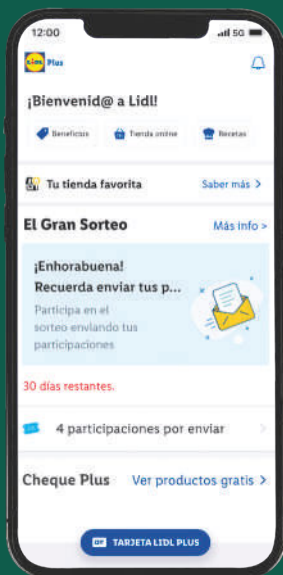 12:00
5G
LIDL Plus
¡Bienvenid@ a Lidl!
Beneficios Tienda online Recetas
Tu tienda favorita Saber más >
El Gran Sorteo Más info >
¡Enhorabuena!
Recuerda enviar tus p...
Participa en el
sorteo enviando tus
participaciones
30 días restantes.
4 participaciones por enviar >
Cheque Plus Ver productos gratis >
TARJETA LIDL PLUS